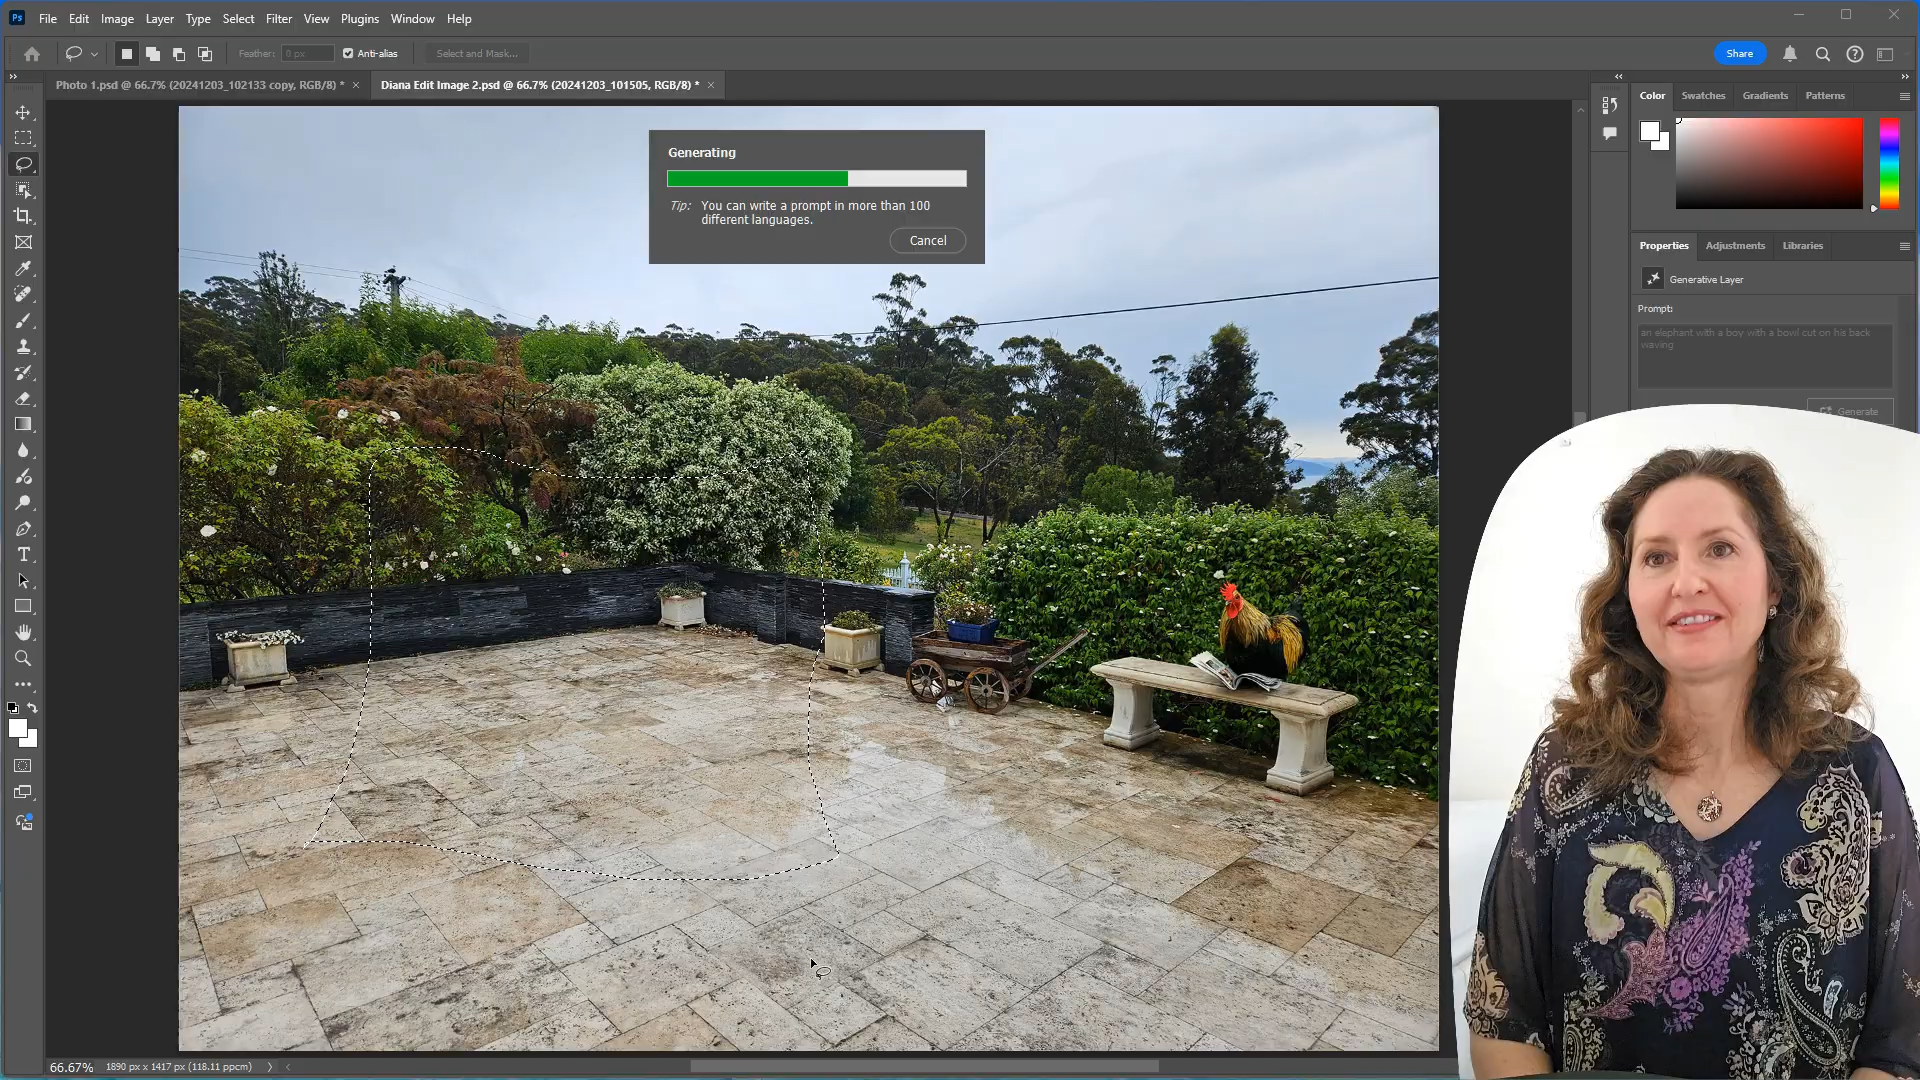 Ps File Edit Image Layer Type Select Filter View Plugins Window Help
Feather: 0 px Anti-alias Select and Mask... Share
Photo 1.psd @ 66.7% (20241203_102133 copy, RGB/8) * Diana Edit Image 2.psd @ 66.7% (20241203_101505, RGB/8) *
Color Swatches Gradients Patterns
Generating
Tip: You can write a prompt in more than 100
different languages.
Cancel
Properties Adjustments Libraries
Generative Layer
Prompt:
an elephant with a boy with a bowl cut on his back
waving
Generate
66.67% 1890 px x 1417 px (118.11 ppcm)